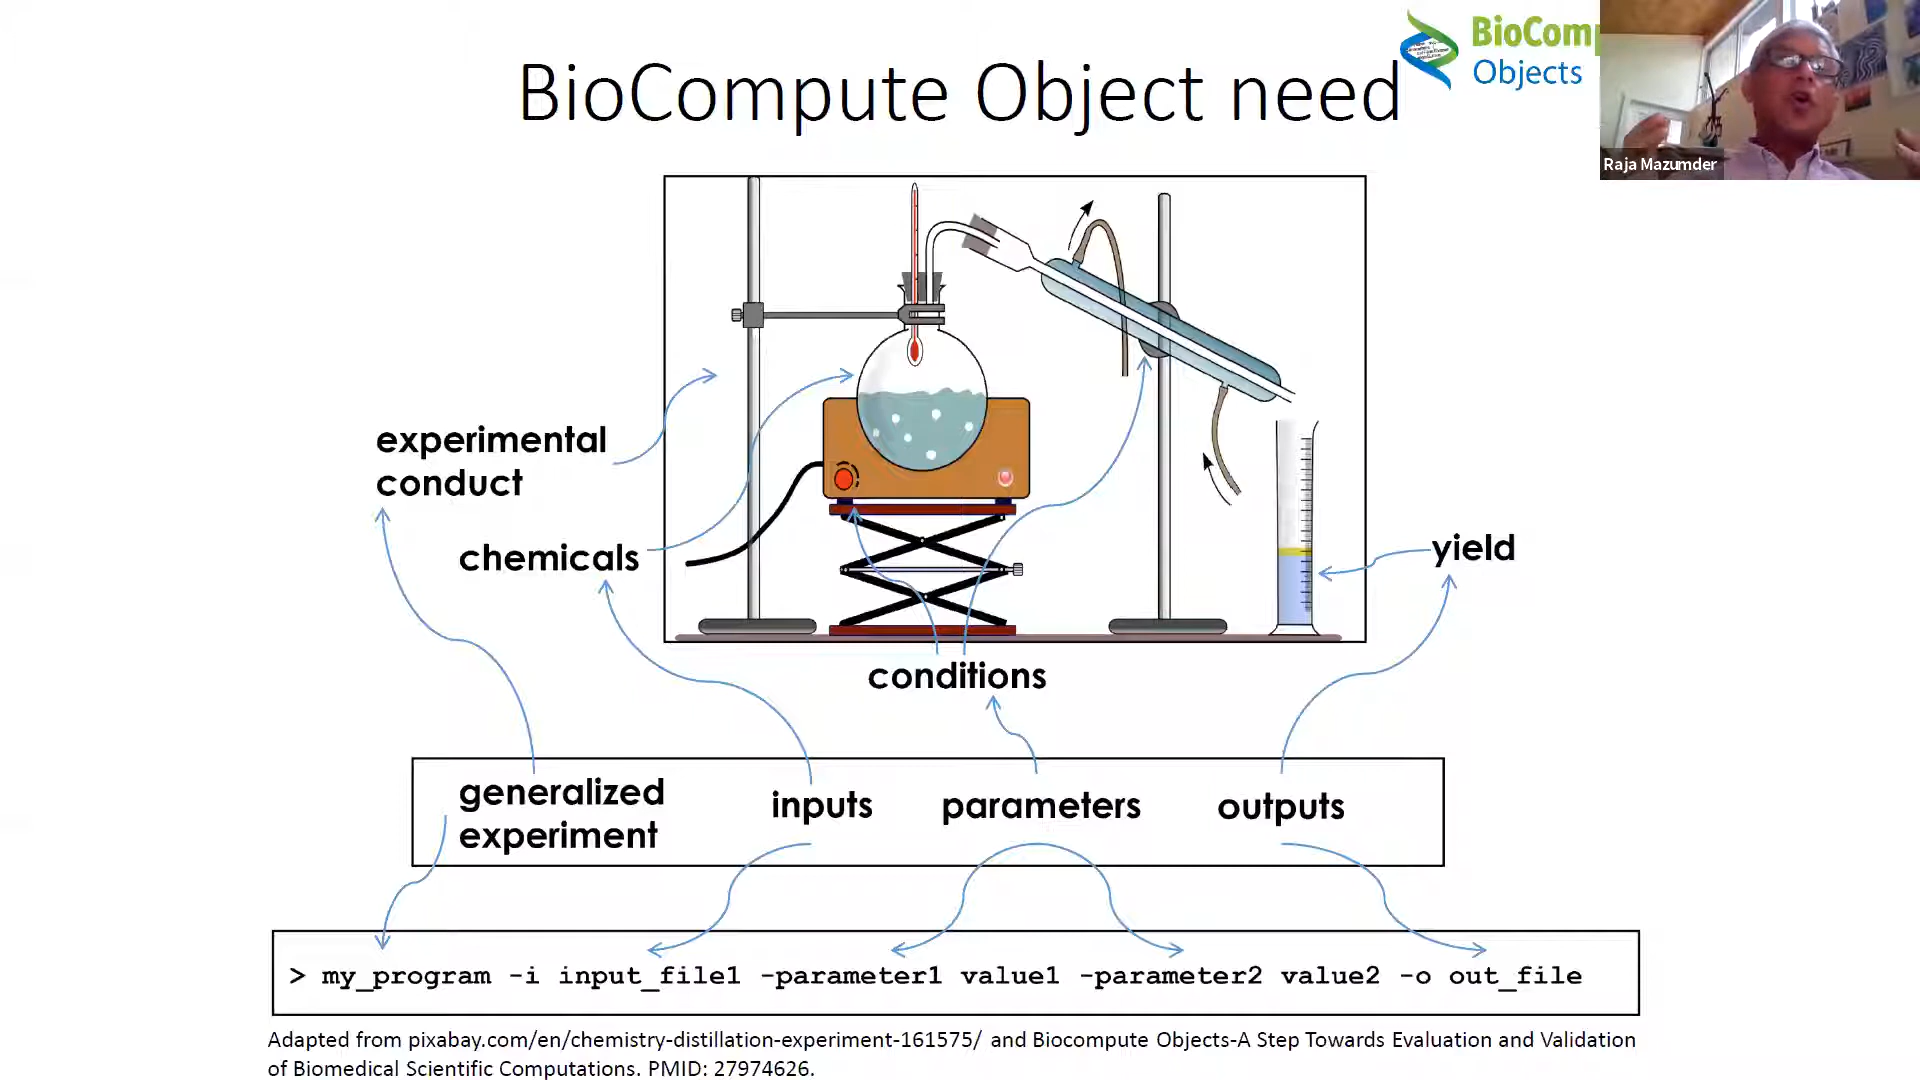 BioCompute Object need
BioCom
Objects
Raja Mazumder
experimental
conduct
chemicals
yield
conditions
generalized
experiment
inputs
parameters
outputs
> my_program -i input_file1 -parameter1 value1 -parameter2 value2 -o out_file
Adapted from pixabay.com/en/chemistry-distillation-experiment-161575/ and Biocompute Objects-A Step Towards Evaluation and Validation
of Biomedical Scientific Computations. PMID: 27974626.